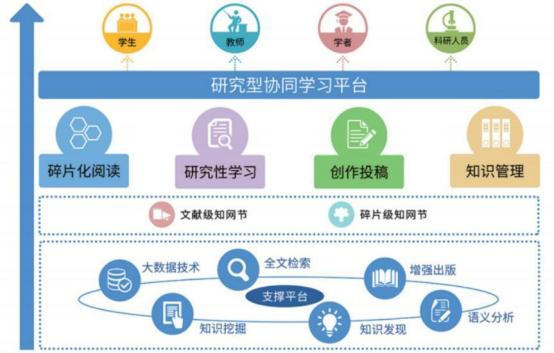 学生
教师
学者
科研人员
研究型协同学习平台
碎片化阅读
研究性学习
创作投稿
知识管理
文献级知网节
碎片级知网节
大数据技术
全文检索
增强出版
支撑平台
知识挖掘
知识发现
语义分析